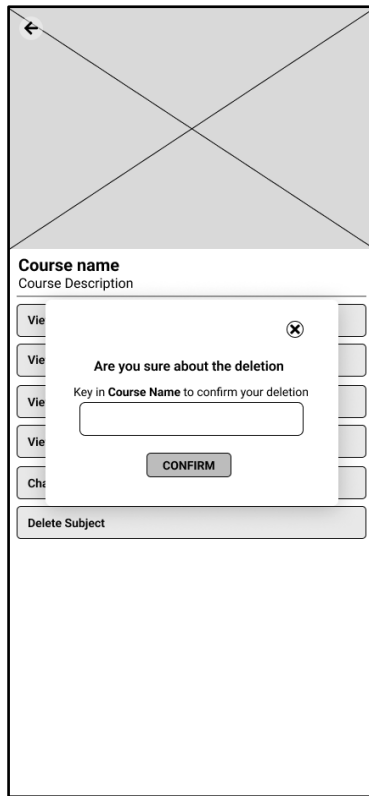 Course name
Course Description
Vie
Are you sure about the deletion
Vie
Key in Course Name to confirm your deletion
Vie
Vie
CONFIRM
Cha
Delete Subject